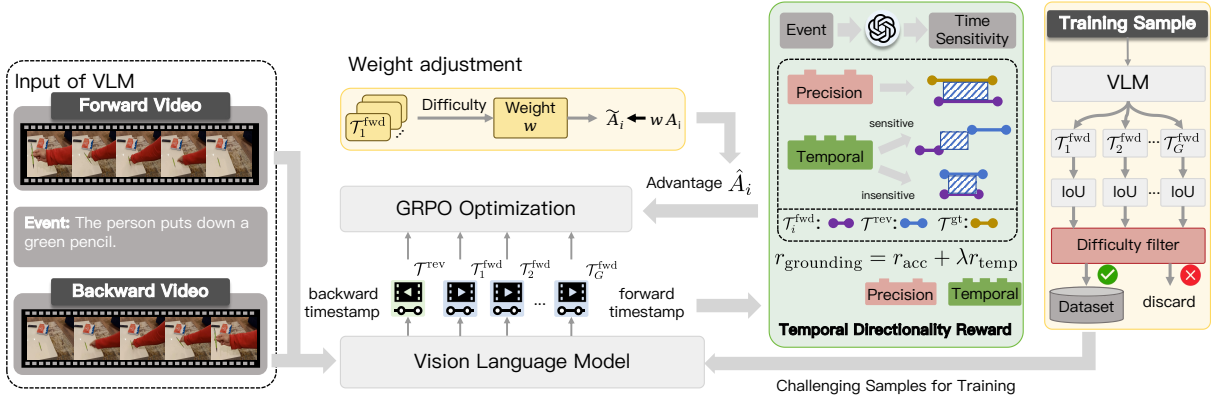 Input of VLM
Forward Video
Event: The person puts down a
green pencil.
Backward Video
Weight adjustment
T_1^fwd
Difficulty
Weight
w
Ã_i ← wA_i
Advantage Â_i
GRPO Optimization
T^rev
T_1^fwd
T_2^fwd
T_G^fwd
backward
timestamp
...
forward
timestamp
Vision Language Model
Event
Time
Sensitivity
Precision
Temporal
sensitive
insensitive
T_i^fwd:
T^rev:
T^gt:
r_grounding = r_acc + λr_temp
Precision
Temporal
Temporal Directionality Reward
Training Sample
VLM
T_1^fwd
T_2^fwd
...
T_G^fwd
IoU
IoU
...
IoU
Difficulty filter
Dataset
discard
Challenging Samples for Training